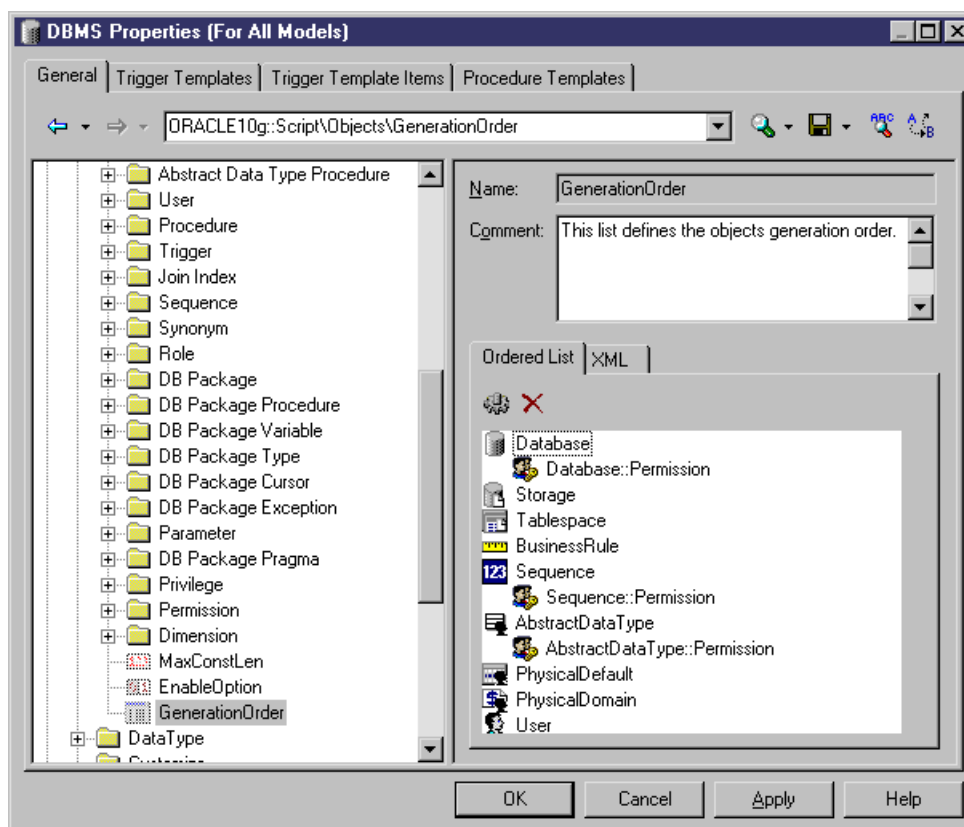 DBMS Properties (For All Models)
General Trigger Templates Trigger Template Items Procedure Templates
ORACLE10g::Script\Objects\GenerationOrder
ABC A B
Abstract Data Type Procedure
User
Procedure
Trigger
Join Index
Sequence
Synonym
Role
DB Package
DB Package Procedure
DB Package Variable
DB Package Type
DB Package Cursor
DB Package Exception
Parameter
DB Package Pragma
Privilege
Permission
Dimension
MaxConstLen
EnableOption
GenerationOrder
DataType
Name: GenerationOrder
Comment: This list defines the objects generation order.
Ordered List XML
Database
Database::Permission
Storage
Tablespace
BusinessRule
123 Sequence
Sequence::Permission
AbstractDataType
AbstractDataType::Permission
PhysicalDefault
PhysicalDomain
User
OK Cancel Apply Help